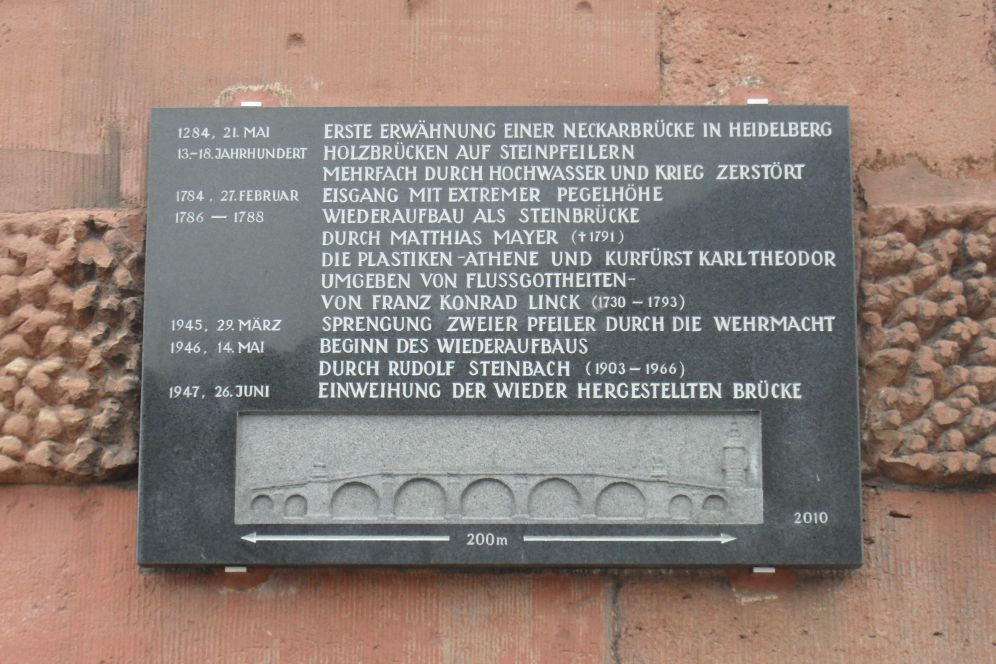 1284, 21. MAI ERSTE ERWÄHNUNG EINER NECKARBRÜCKE IN HEIDELBERG
13.-18. JAHRHUNDERT HOLZBRÜCKEN AUF STEINPFEILERN
MEHRFACH DURCH HOCHWASSER UND KRIEG ZERSTÖRT
1784, 27. FEBRUAR EISGANG MIT EXTREMER PEGELHÖHE
1786 – 1788 WIEDERAUFBAU ALS STEINBRÜCKE
DURCH MATTHIAS MAYER (†1791)
DIE PLASTIKEN -ATHENE UND KURFÜRST KARL THEODOR
UMGEBEN VON FLUSSGOTTHEITEN-
VON FRANZ KONRAD LINCK (1730 – 1793)
1945, 29. MÄRZ SPRENGUNG ZWEIER PFEILER DURCH DIE WEHRMACHT
1946, 14. MAI BEGINN DES WIEDERAUFBAUS
DURCH RUDOLF STEINBACH (1903 – 1966)
1947, 26. JUNI EINWEIHUNG DER WIEDER HERGESTELLTEN BRÜCKE
2010
200m